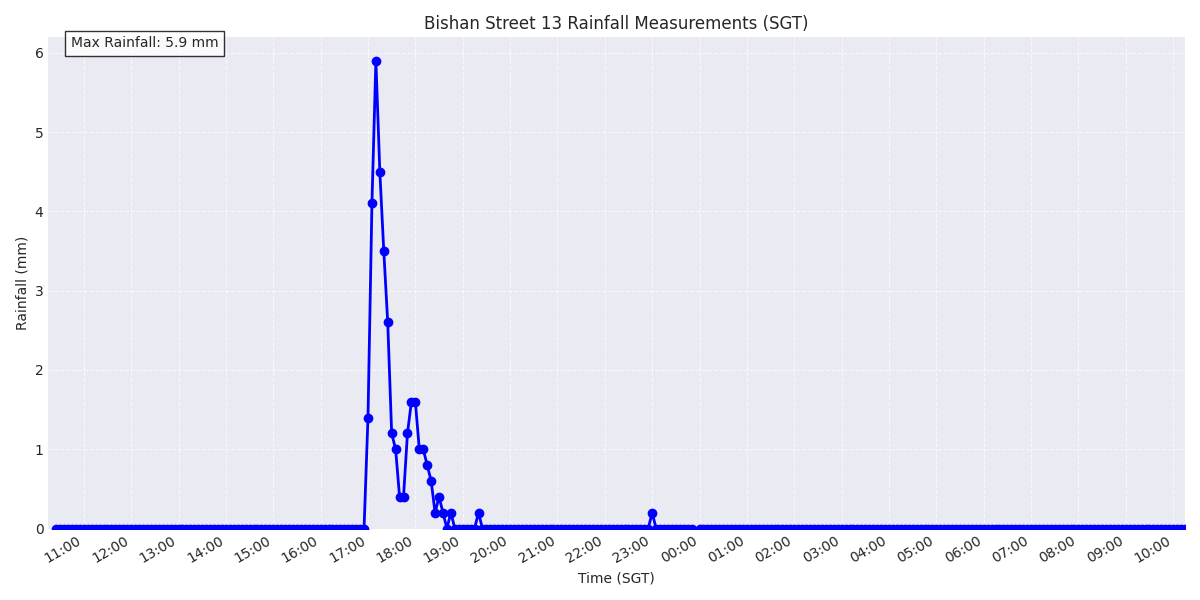 Bishan Street 13 Rainfall Measurements (SGT)
Max Rainfall: 5.9 mm
6
5
4
3
2
1
0
Rainfall (mm)
11:00 12:00 13:00 14:00 15:00 16:00 17:00 18:00 19:00 20:00 21:00 22:00 23:00 00:00 01:00 02:00 03:00 04:00 05:00 06:00 07:00 08:00 09:00 10:00
Time (SGT)